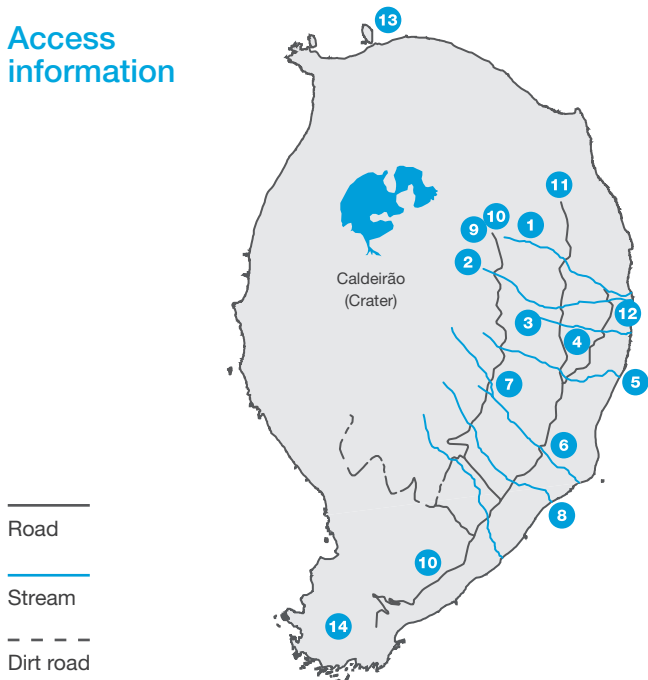 Access
information
13
11
10
1
9
2
Caldeirão
(Crater)
3
12
4
7
5
6
8
Road
10
Stream
14
Dirt road